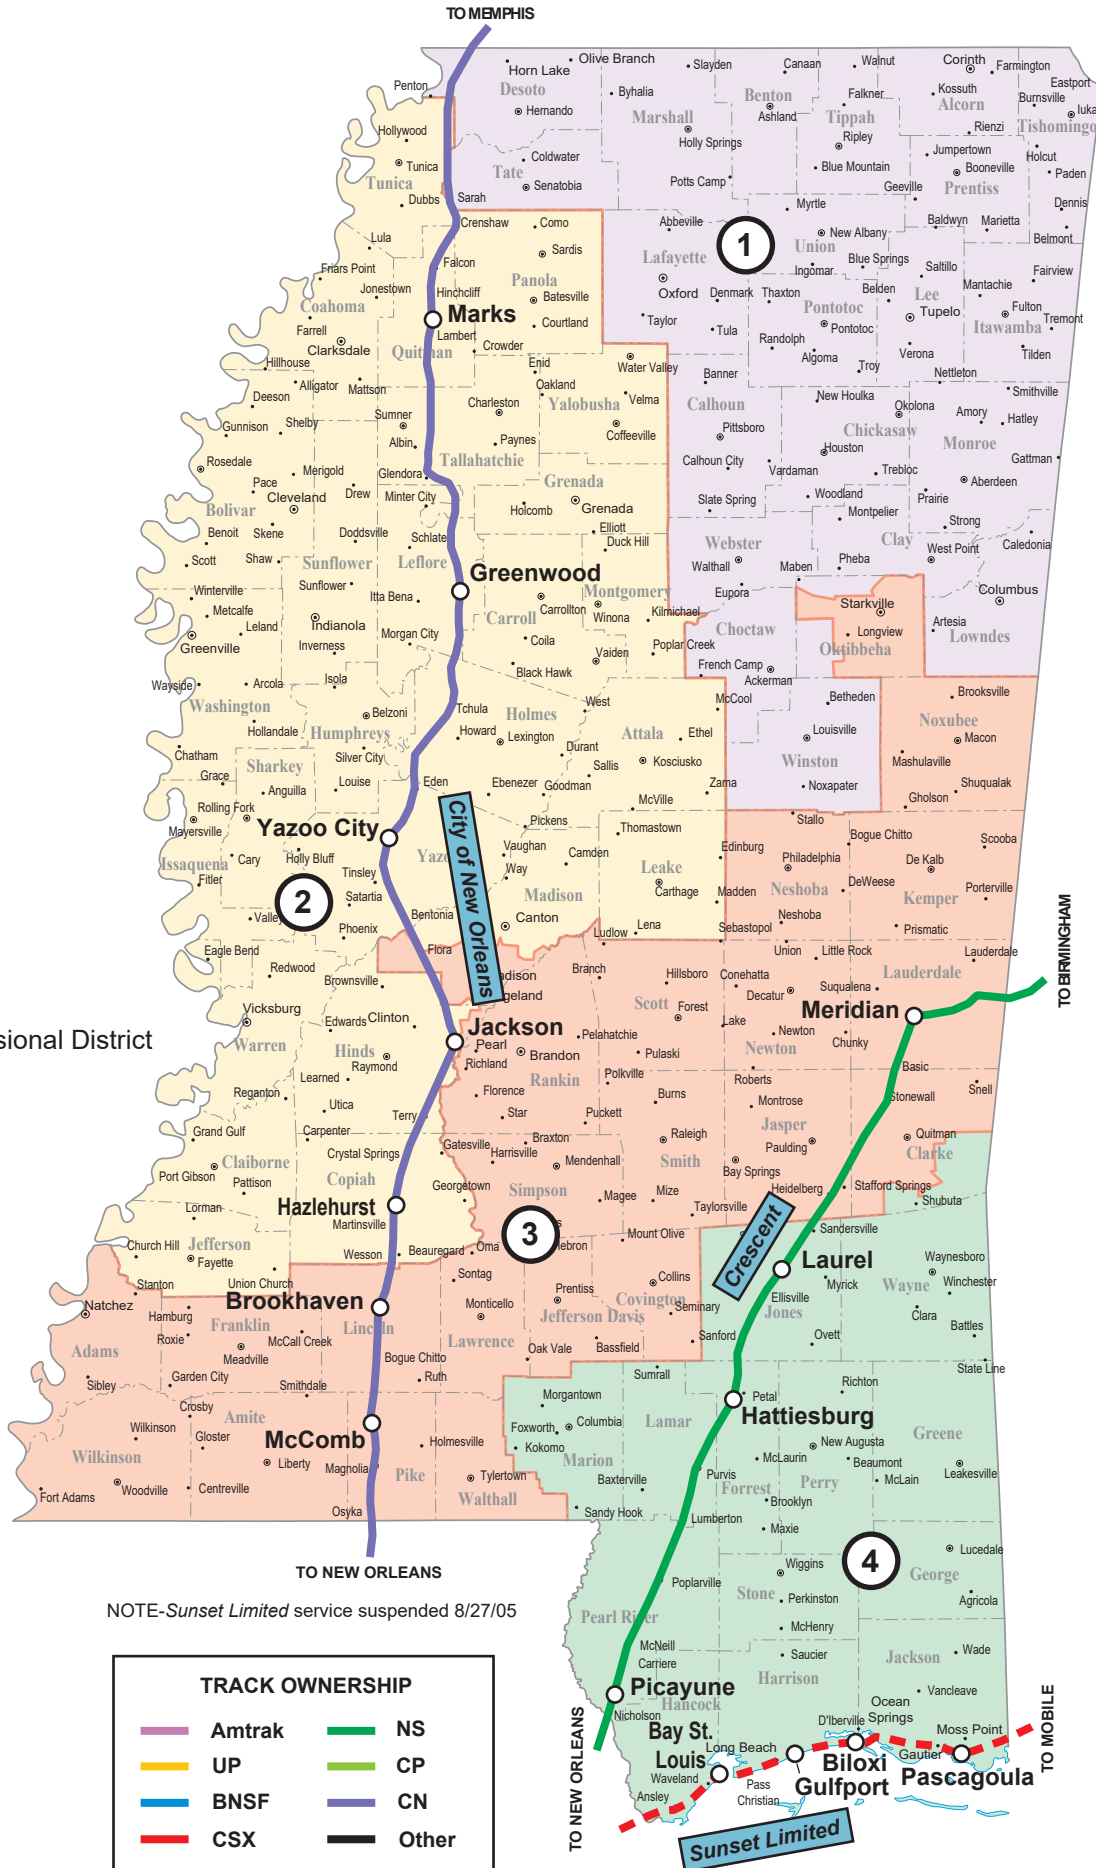 TO MEMPHIS
Olive Branch
Horn Lake
Desoto
Penton
Hernando
Slayden
Canaan
Walnut
Corinth
Farmington
Eastport
Byhalia
Benton
Ashland
Falkner
Kossuth
Alcorn
Burnsville
Iuka
Marshall
Tippah
Tishomingo
Hollywood
Holly Springs
Ripley
Rienzi
Jumpertown
Holcut
Coldwater
Tate
Tunica
Tunica
Senatobia
Potts Camp
Blue Mountain
Booneville
Paden
Geeville
Prentiss
Dubbs
Sarah
Myrtle
Dennis
Crenshaw
Como
Abbeville
1
New Albany
Baldwyn
Marietta
Belmont
Lula
Sardis
Lafayette
Union
Blue Springs
Saltillo
Falcon
Friars Point
Panola
Oxford
Ingomar
Belden
Fairview
Jonestown
Hinchcliff
Batesville
Denmark
Thaxton
Lee
Mantachie
Coahoma
Marks
Pontotoc
Fulton
Farrell
Lambert
Courtland
Taylor
Tula
Pontotoc
Tupelo
Itawamba
Tremont
Clarksdale
Quitman
Crowder
Randolph
Algoma
Verona
Tilden
Hillhouse
Enid
Water Valley
Banner
Troy
Nettleton
Alligator
Mattson
Oakland
Smithville
Deeson
Charleston
Yalobusha
Velma
Calhoun
New Houlka
Okolona
Amory
Hatley
Shelby
Sumner
Gunnison
Albin
Paynes
Coffeeville
Pittsboro
Chickasaw
Monroe
Rosedale
Tallahatchie
Houston
Gattman
Merigold
Glendora
Calhoun City
Vardaman
Trebloc
Aberdeen
Pace
Drew
Minter City
Grenada
Cleveland
Holcomb
Grenada
Slate Spring
Woodland
Prairie
Bolivar
Montpelier
Benoit
Skene
Doddsville
Schlater
Elliott
Strong
Caledonia
Duck Hill
Webster
Clay
Scott
Shaw
Sunflower
Leflore
Walthall
Maben
Pheba
West Point
Greenwood
Winterville
Sunflower
Itta Bena
Montgomery
Eupora
Starkville
Columbus
Metcalfe
Carrollton
Winona
Kilmichael
Indianola
Carroll
Choctaw
Artesia
Leland
Morgan City
Longview
Lowndes
Greenville
Inverness
Coila
Vaiden
Poplar Creek
Oktibbeha
Black Hawk
French Camp
Ackerman
Wayside
Arcola
Isola
Washington
Belzoni
Tchula
West
McCool
Betheden
Brooksville
Holmes
Noxubee
Hollandale
Humphreys
Howard
Lexington
Attala
Ethel
Louisville
Macon
Chatham
Silver City
Durant
Mashulaville
Sharkey
Kosciusko
Winston
Grace
Sallis
Anguilla
Louise
Eden
Ebenezer
Goodman
Zama
Noxapater
Shuqualak
Rolling Fork
McVille
Gholson
Mayersville
Yazoo City
Pickens
Thomastown
Stallo
Bogue Chitto
Scooba
Issaquena
Cary
Holly Bluff
Vaughan
Edinburg
Philadelphia
De Kalb
Fitler
Tinsley
Way
Camden
Leake
Neshoba
DeWeese
Porterville
2
Satartia
Madison
Carthage
Madden
Kemper
City of New Orleans
Valley
Bentonia
Canton
Neshoba
Phoenix
Lena
Sebastopol
Prismatic
Eagle Bend
Flora
Ludlow
Union
Little Rock
Lauderdale
Redwood
Branch
Hillsboro
Conehatta
Suqualena
Lauderdale
Brownsville
Scott
Decatur
TO BIRMINGHAM
Vicksburg
Edwards
Clinton
Forest
Meridian
sional District
Warren
Jackson
Lake
Newton
Chunky
Pearl
Pelahatchie
Hinds
Brandon
Pulaski
Newton
Richland
Raymond
Rankin
Roberts
Basic
Learned
Polkville
Reganton
Florence
Burns
Montrose
Stonewall
Snell
Utica
Terry
Star
Puckett
Jasper
Grand Gulf
Carpenter
Gatesville
Braxton
Raleigh
Paulding
Quitman
Crystal Springs
Harrisville
Smith
Clarke
Claiborne
Copiah
Mendenhall
Bay Springs
Port Gibson
Pattison
Georgetown
Simpson
Mize
Heidelberg
Stafford Springs
Hazlehurst
Magee
Taylorsville
Shubuta
Lorman
Martinsville
3
Mount Olive
Crescent
Sandersville
Jefferson
Church Hill
Wesson
Beauregard
Oma
Laurel
Waynesboro
Fayette
Wayne
Winchester
Stanton
Union Church
Sontag
Collins
Myrick
Brookhaven
Prentiss
Ellisville
Natchez
Hamburg
Monticello
Covington
Jones
Clara
Franklin
Lincoln
Jefferson Davis
Seminary
Battles
Roxie
McCall Creek
Lawrence
Sanford
Ovett
Adams
Meadville
Bogue Chitto
Oak Vale
Bassfield
State Line
Sibley
Garden City
Smithdale
Ruth
Sumrall
Richton
Crosby
Morgantown
Petal
Amite
Hattiesburg
Wilkinson
McComb
Foxworth
Columbia
Lamar
Greene
Gloster
Holmesville
Kokomo
New Augusta
Wilkinson
Liberty
Magnolia
Marion
McLaurin
Beaumont
Pike
Tylertown
Purvis
Perry
McLain
Leakesville
Fort Adams
Woodville
Centreville
Walthall
Baxterville
Forrest
Brooklyn
Osyka
Sandy Hook
Lumberton
Maxie
4
Lucedale
TO NEW ORLEANS
Wiggins
George
Poplarville
Stone
Agricola
NOTE-Sunset Limited service suspended 8/27/05
Pearl River
Perkinston
McHenry
McNeill
Carriere
Saucier
Jackson
Wade
Harrison
Picayune
Hancock
Vancleave
Nicholson
Ocean
Springs
D'Iberville
Moss Point
TO NEW ORLEANS
Bay St.
Louis
Long Beach
Gautier
TO MOBILE
Waveland
Biloxi
Gulfport
Pascagoula
Ansley
Pass
Christian
Sunset Limited
TRACK OWNERSHIP
Amtrak
NS
UP
CP
BNSF
CN
CSX
Other